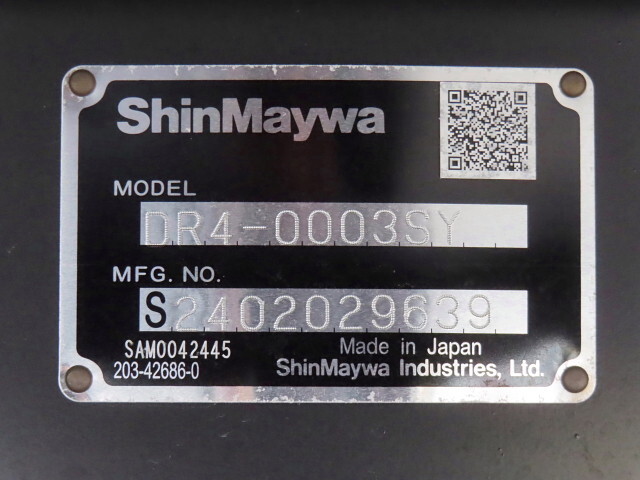 ShinMaywa
MODEL
DR4-0003SY
MFG. NO.
S2402029639
SAM0042445
Made in Japan
203-42686-0
ShinMaywa Industries, Ltd.